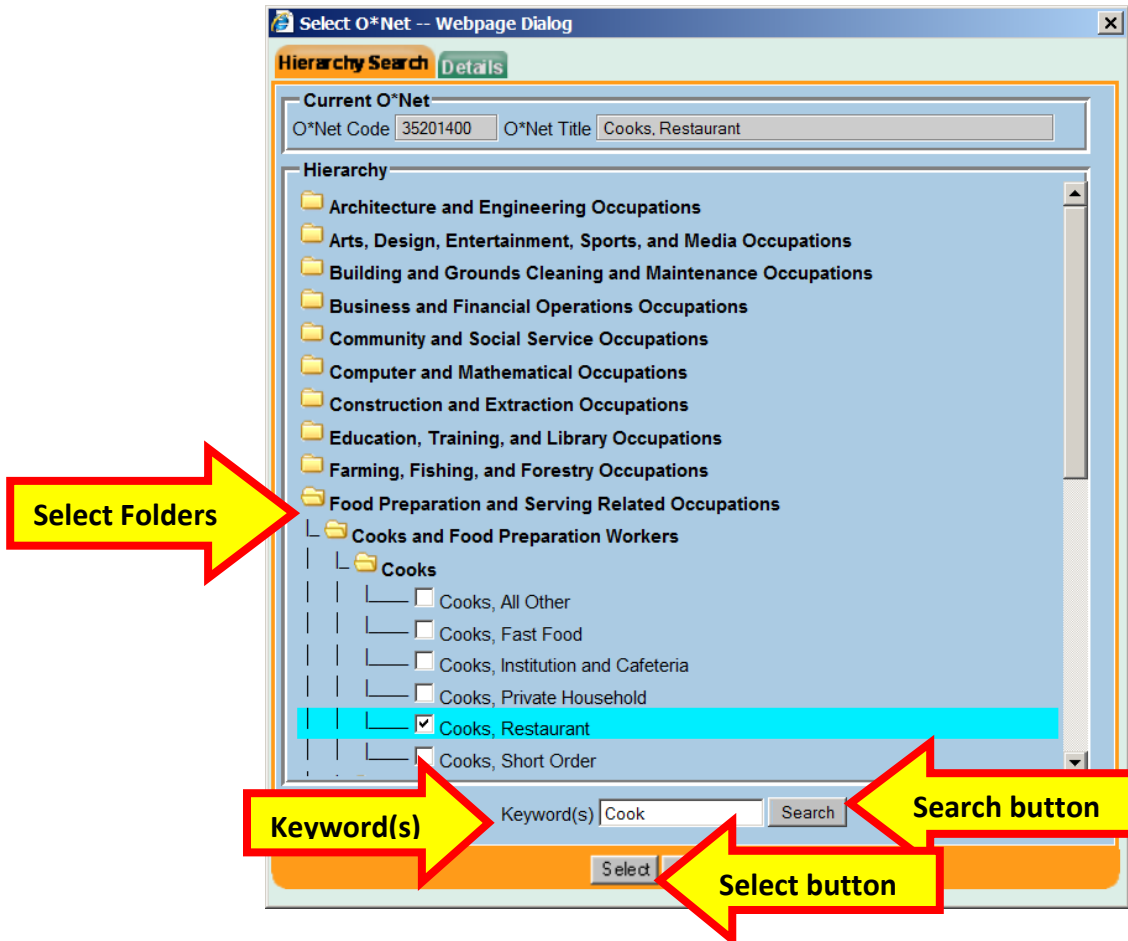 Select O*Net -- Webpage Dialog
Hierarchy Search Details
Current O*Net
O*Net Code 35201400 O*Net Title Cooks, Restaurant
Hierarchy
Architecture and Engineering Occupations
Arts, Design, Entertainment, Sports, and Media Occupations
Building and Grounds Cleaning and Maintenance Occupations
Business and Financial Operations Occupations
Community and Social Service Occupations
Computer and Mathematical Occupations
Construction and Extraction Occupations
Education, Training, and Library Occupations
Farming, Fishing, and Forestry Occupations
Select Folders
Food Preparation and Serving Related Occupations
Cooks and Food Preparation Workers
Cooks
Cooks, All Other
Cooks, Fast Food
Cooks, Institution and Cafeteria
Cooks, Private Household
Cooks, Restaurant
Cooks, Short Order
Keyword(s)
Keyword(s) Cook Search
Search button
Select
Select button